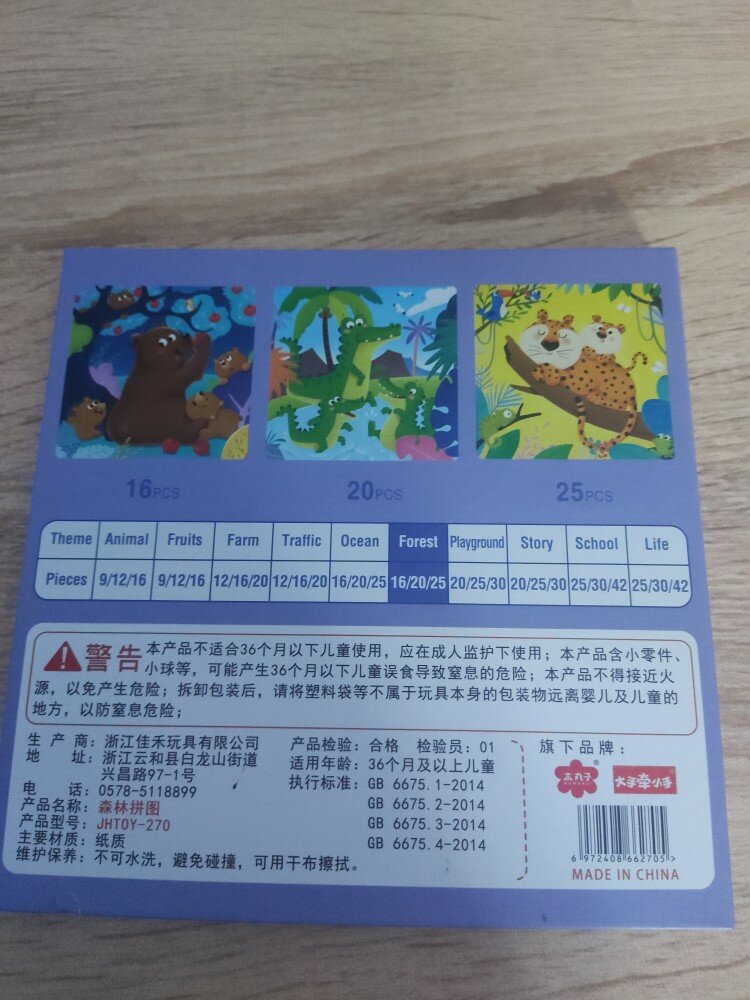 16PCS
20PCS
25PCS
Theme Animal Fruits Farm Traffic Ocean Forest Playground Story School Life
Pieces 9/12/16 9/12/16 12/16/20 12/16/20 16/20/25 16/20/25 20/25/30 20/25/30 25/30/42 25/30/42
警告 本产品不适合36个月以下儿童使用，应在成人监护下使用；本产品含小零件、
小球等，可能产生36个月以下儿童误食导致窒息的危险；本产品不得接近火
源，以免产生危险；拆卸包装后，请将塑料袋等不属于玩具本身的包装物远离婴儿及儿童的
地方，以防窒息危险；
生产商：浙江佳禾玩具有限公司
地址：浙江云和县白龙山街道
兴昌路97-1号
电话：0578-5118899
产品名称：森林拼图
产品型号：JHTOY-270
主要材质：纸质
维护保养：不可水洗，避免碰撞，可用干布擦拭。
产品检验：合格 检验员：01
适用年龄：36个月及以上儿童
执行标准：GB 6675.1-2014
GB 6675.2-2014
GB 6675.3-2014
GB 6675.4-2014
旗下品牌：
木丸子
大手牵小手
6 972408 662705 >
MADE IN CHINA